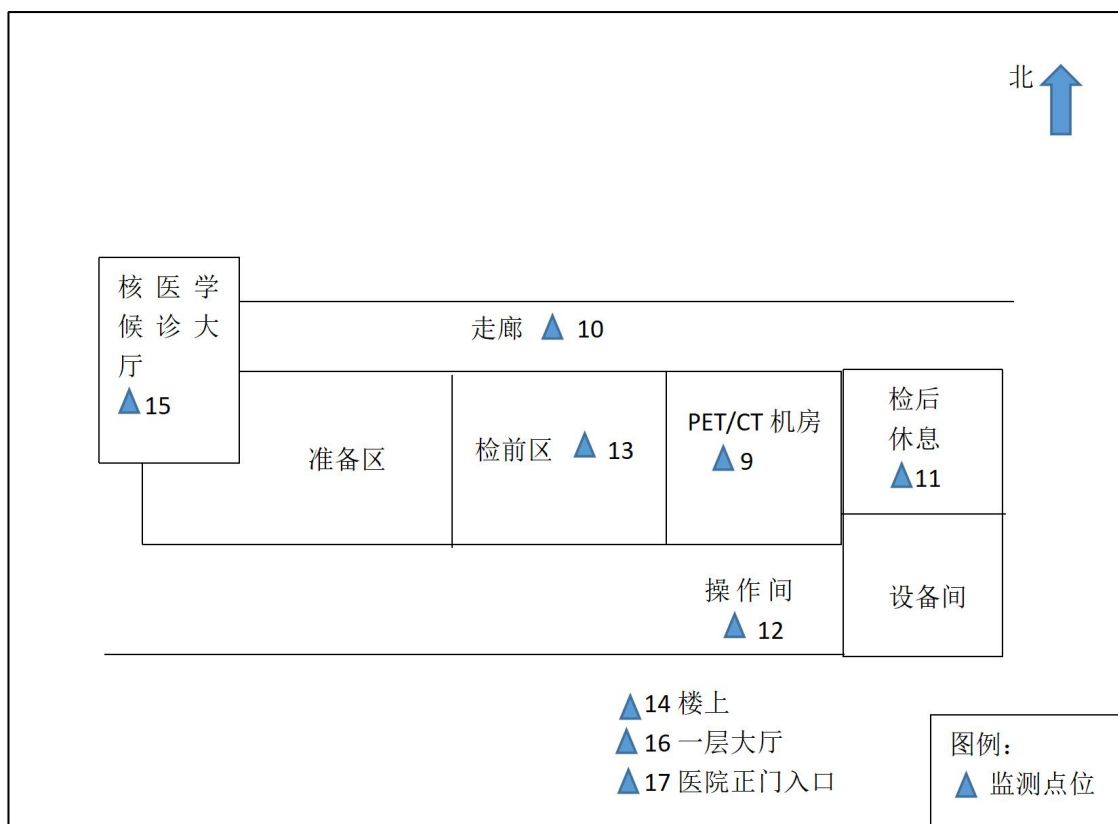 北
核医学
候诊大
厅
15
走廊 10
准备区
检前区 13
PET/CT 机房
9
检后
休息
11
操作间
12
设备间
14 楼上
16 一层大厅
17 医院正门入口
图例：
监测点位